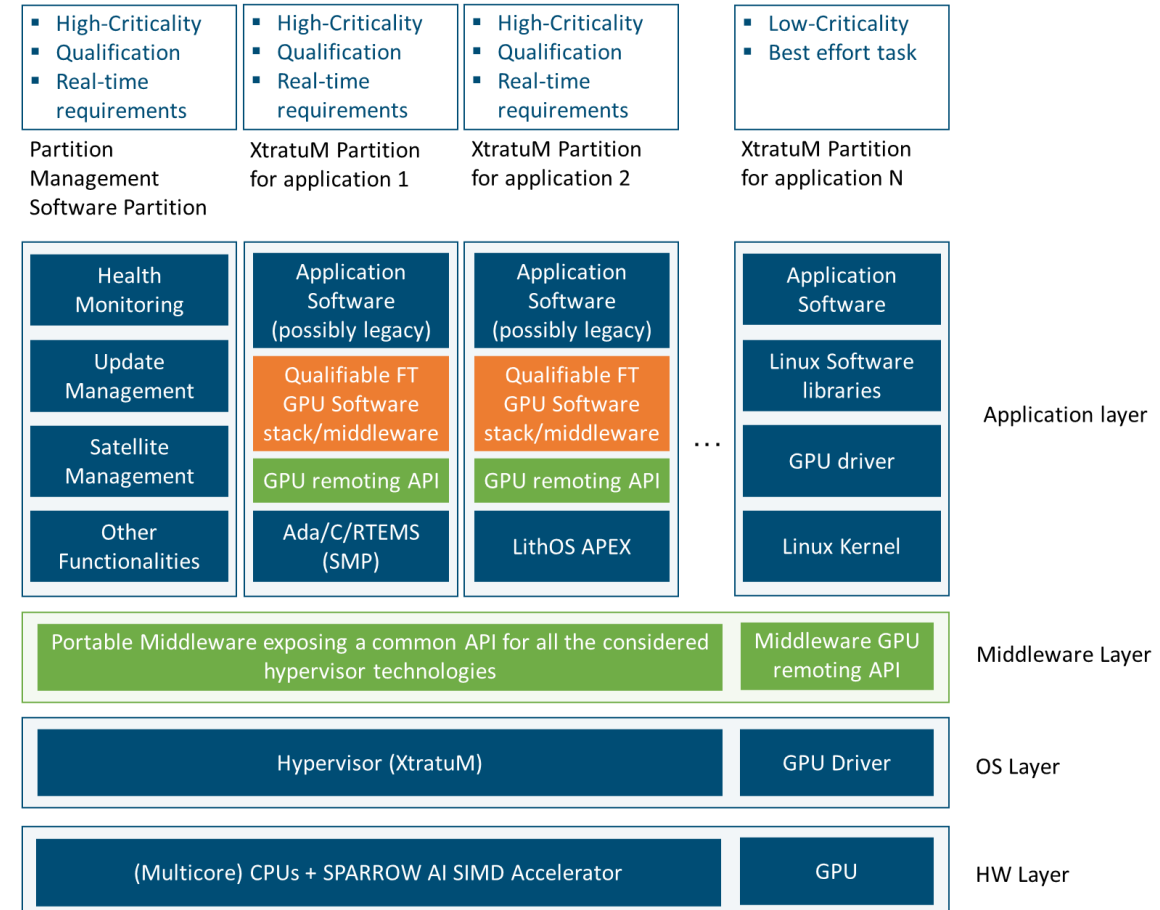 ▪ High-Criticality
▪ Qualification
▪ Real-time
requirements
▪ High-Criticality
▪ Qualification
▪ Real-time
requirements
▪ High-Criticality
▪ Qualification
▪ Real-time
requirements
▪ Low-Criticality
▪ Best effort task
Partition
Management
Software Partition
XtratuM Partition
for application 1
XtratuM Partition
for application 2
XtratuM Partition
for application N
Health
Monitoring
Update
Management
Satellite
Management
Other
Functionalities
Application
Software
(possibly legacy)
Qualifiable FT
GPU Software
stack/middleware
GPU remoting API
Ada/C/RTEMS
(SMP)
Application
Software
(possibly legacy)
Qualifiable FT
GPU Software
stack/middleware
GPU remoting API
LithOS APEX
...
Application
Software
Linux Software
libraries
GPU driver
Linux Kernel
Application layer
Portable Middleware exposing a common API for all the considered
hypervisor technologies
Middleware GPU
remoting API
Middleware Layer
Hypervisor (XtratuM)
GPU Driver
OS Layer
(Multicore) CPUs + SPARROW AI SIMD Accelerator
GPU
HW Layer